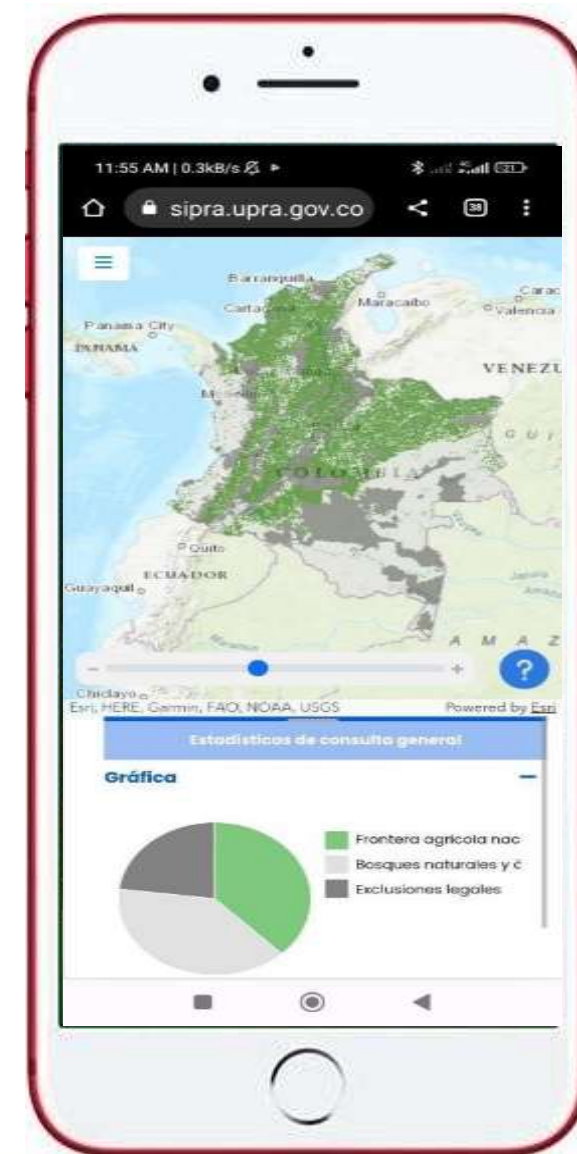 11:55 AM | 0.3kB/s
sipra.upra.gov.co
38
Barranquilla
Maracaibo
Valencia
Panama City
PANAMA
VENEZU
COLOMBIA
Quito
ECUADOR
Guayaquil
A M A Z
- +
?
Chiclayo
Esri, HERE, Garmin, FAO, NOAA, USGS Powered by Esri
Estadísticos de consulta general
Gráfica
Frontera agrícola nac
Bosques naturales y á
Exclusiones legales